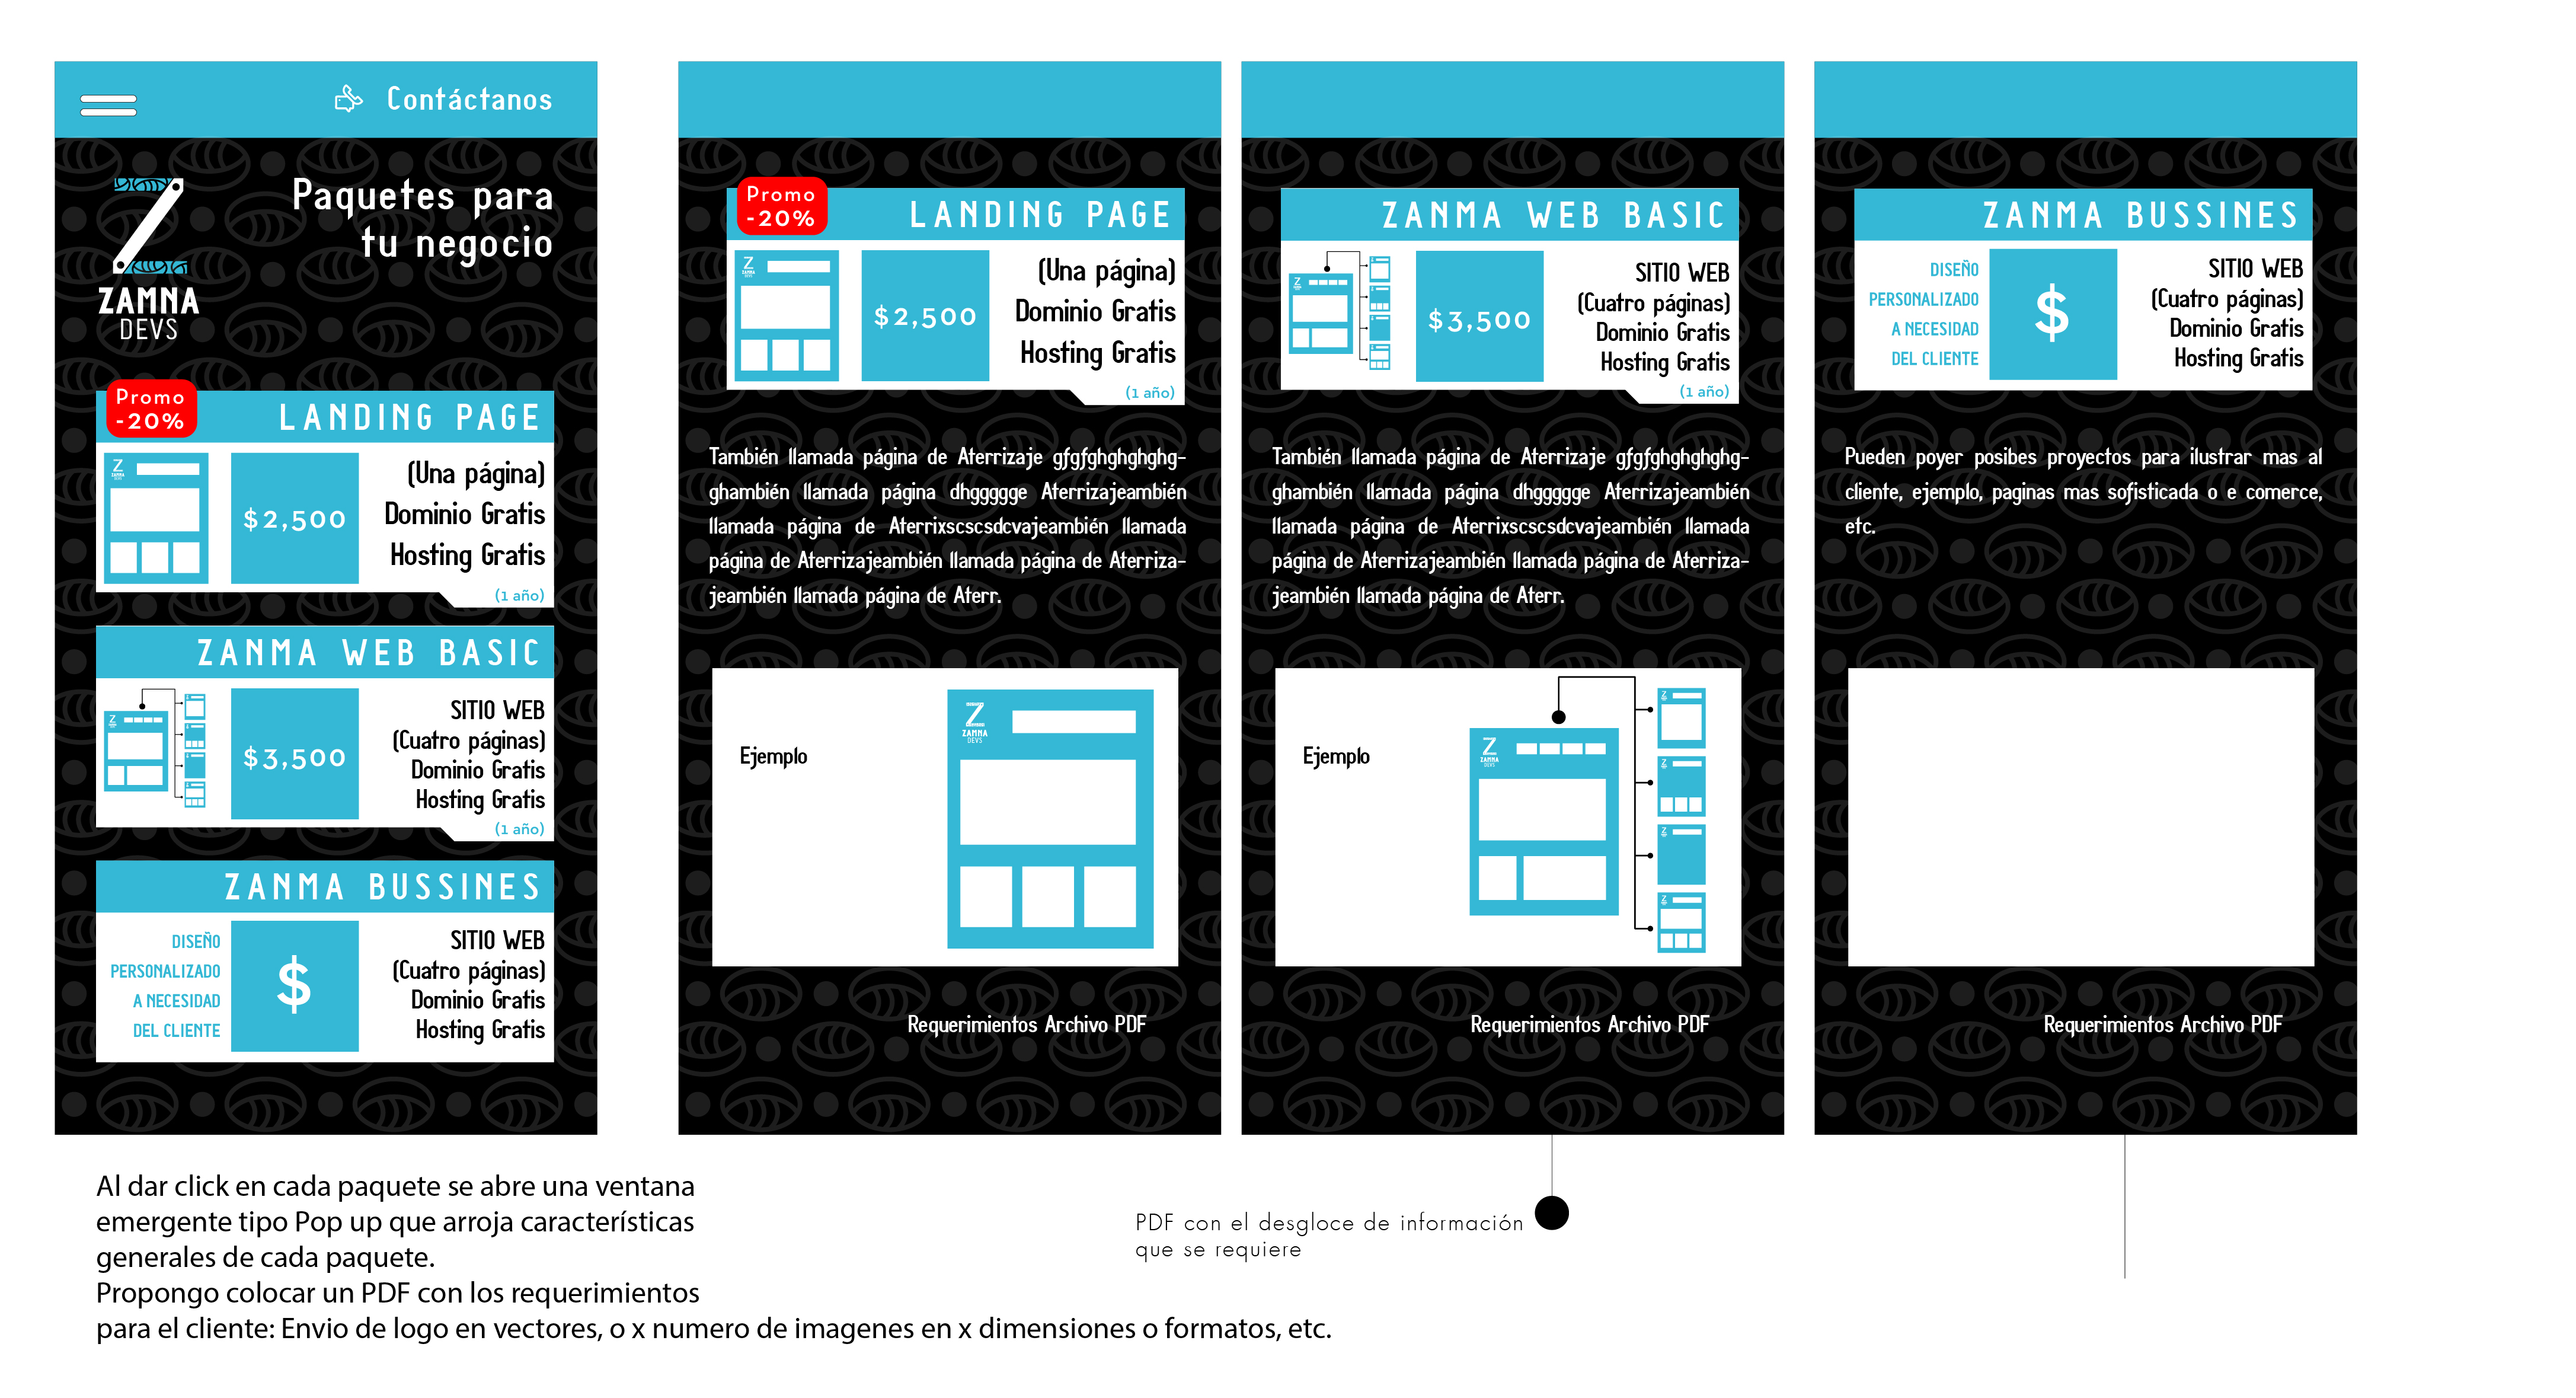 Contáctanos
ZAMNA
DEVS
Paquetes para
tu negocio
Promo
-20%
LANDING PAGE
$2,500
(Una página)
Dominio Gratis
Hosting Gratis
(1 año)
ZANMA WEB BASIC
$3,500
SITIO WEB
(Cuatro páginas)
Dominio Gratis
Hosting Gratis
(1 año)
ZANMA BUSSINES
DISEÑO
PERSONALIZADO
A NECESIDAD
DEL CLIENTE
$
SITIO WEB
(Cuatro páginas)
Dominio Gratis
Hosting Gratis
Promo
-20%
LANDING PAGE
ZAMNA
DEVS
$2,500
(Una página)
Dominio Gratis
Hosting Gratis
(1 año)
También llamada página de Aterrizaje gfgfghghghghg-
ghambién llamada página dhggggge Aterrizajeambién
llamada página de Aterrixscscsdcvajeambién llamada
página de Aterrizajeambién llamada página de Aterriza-
jeambién llamada página de Aterr.
Ejemplo
ZAMNA
DEVS
Requerimientos Archivo PDF
ZANMA WEB BASIC
$3,500
SITIO WEB
(Cuatro páginas)
Dominio Gratis
Hosting Gratis
(1 año)
También llamada página de Aterrizaje gfgfghghghghg-
ghambién llamada página dhggggge Aterrizajeambién
llamada página de Aterrixscscsdcvajeambién llamada
página de Aterrizajeambién llamada página de Aterriza-
jeambién llamada página de Aterr.
Ejemplo
ZAMNA
DEVS
Requerimientos Archivo PDF
ZANMA BUSSINES
DISEÑO
PERSONALIZADO
A NECESIDAD
DEL CLIENTE
$
SITIO WEB
(Cuatro páginas)
Dominio Gratis
Hosting Gratis
Pueden poyer posibes proyectos para ilustrar mas al
cliente, ejemplo, paginas mas sofisticada o e comerce,
etc.
Requerimientos Archivo PDF
Al dar click en cada paquete se abre una ventana
emergente tipo Pop up que arroja características
generales de cada paquete.
Propongo colocar un PDF con los requerimientos
para el cliente: Envio de logo en vectores, o x numero de imagenes en x dimensiones o formatos, etc.
PDF con el desgloce de información
que se requiere